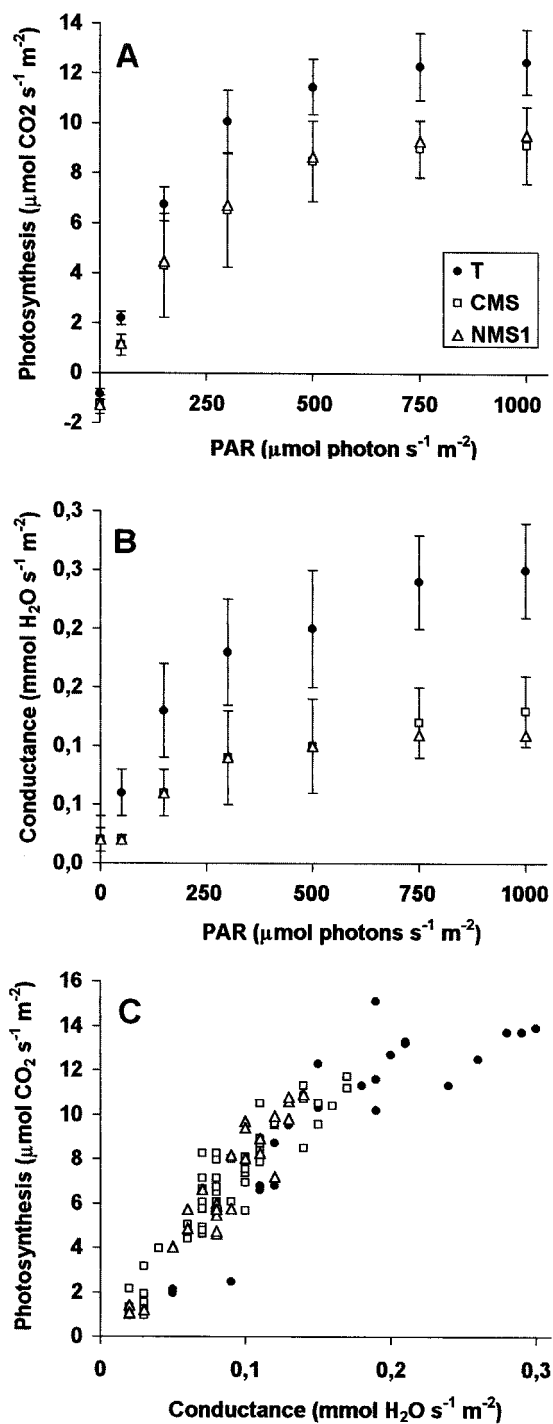 A
14
12
10
8
6
4
2
0
-2
Photosynthesis (μmol CO2 s⁻¹ m⁻²)
250 500 750 1000
PAR (μmol photon s⁻¹ m⁻²)
T
CMS
NMS1
B
0,3
0,3
0,2
0,2
0,1
0,1
0,0
Conductance (mmol H₂O s⁻¹ m⁻²)
0 250 500 750 1000
PAR (μmol photons s⁻¹ m⁻²)
C
16
14
12
10
8
6
4
2
0
Photosynthesis (μmol CO₂ s⁻¹ m⁻²)
0 0,1 0,2 0,3
Conductance (mmol H₂O s⁻¹ m⁻²)